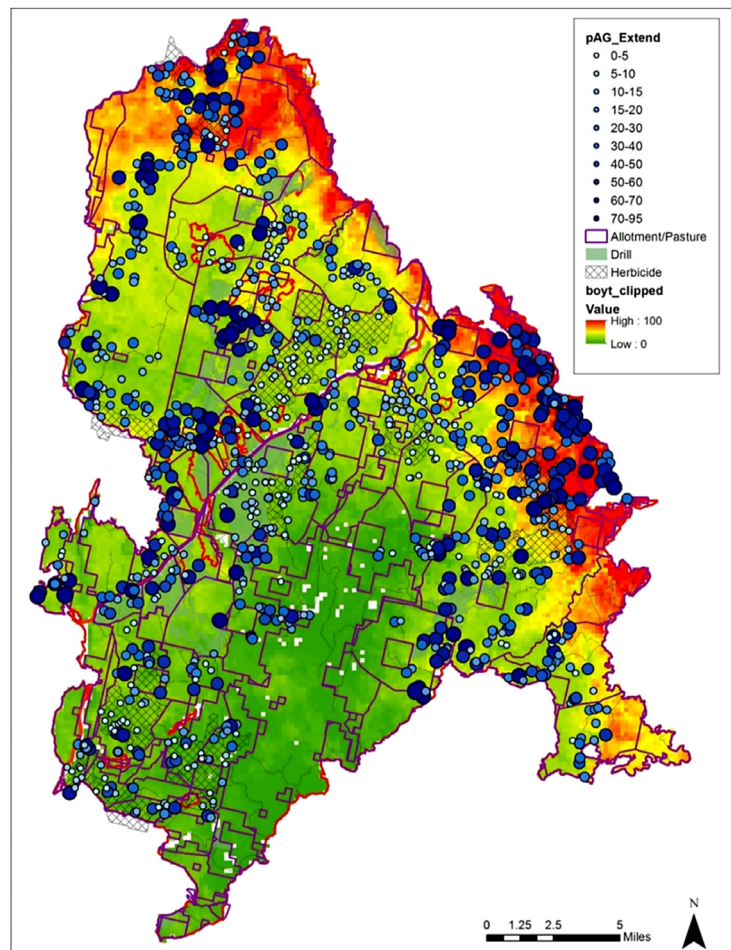 pAG_Extend
0-5
5-10
10-15
15-20
20-30
30-40
40-50
50-60
60-70
70-95
Allotment/Pasture
Drill
Herbicide
boyt_clipped
Value
High : 100
Low : 0
N
0 1.25 2.5 5
Miles